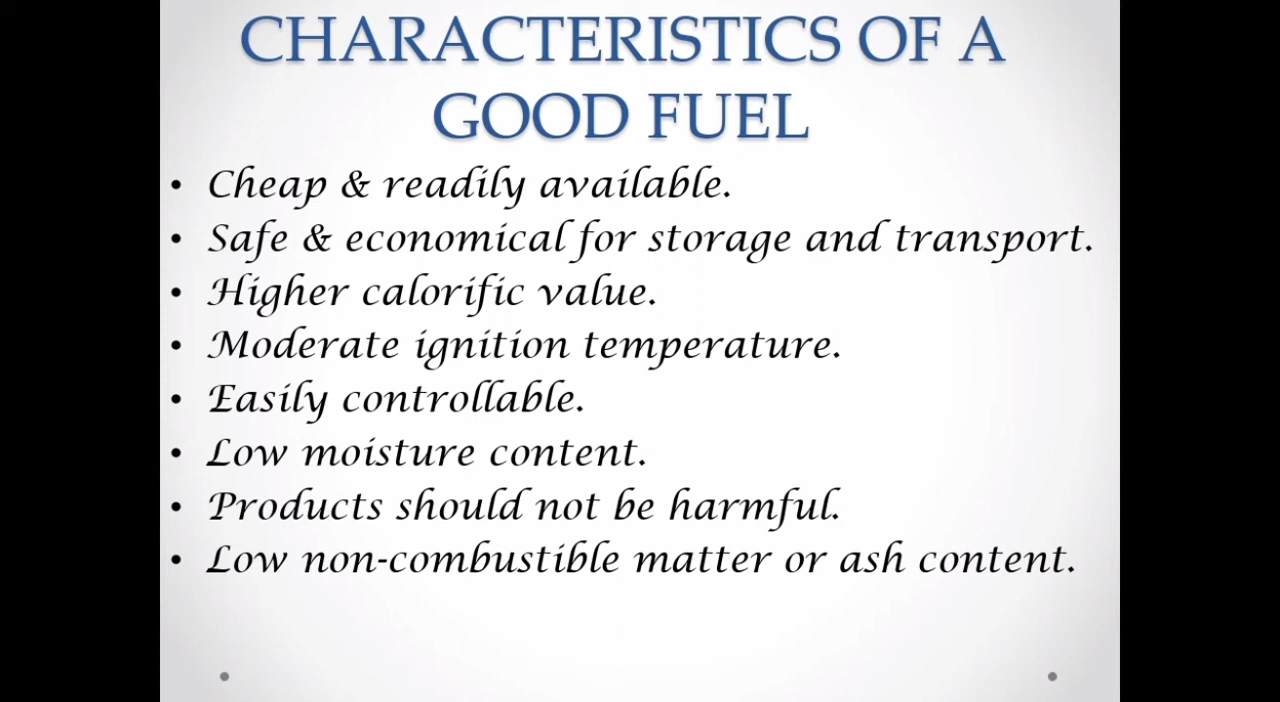 CHARACTERISTICS OF A
GOOD FUEL
• Cheap & readily available.
• Safe & economical for storage and transport.
• Higher calorific value.
• Moderate ignition temperature.
• Easily controllable.
• Low moisture content.
• Products should not be harmful.
• Low non-combustible matter or ash content.